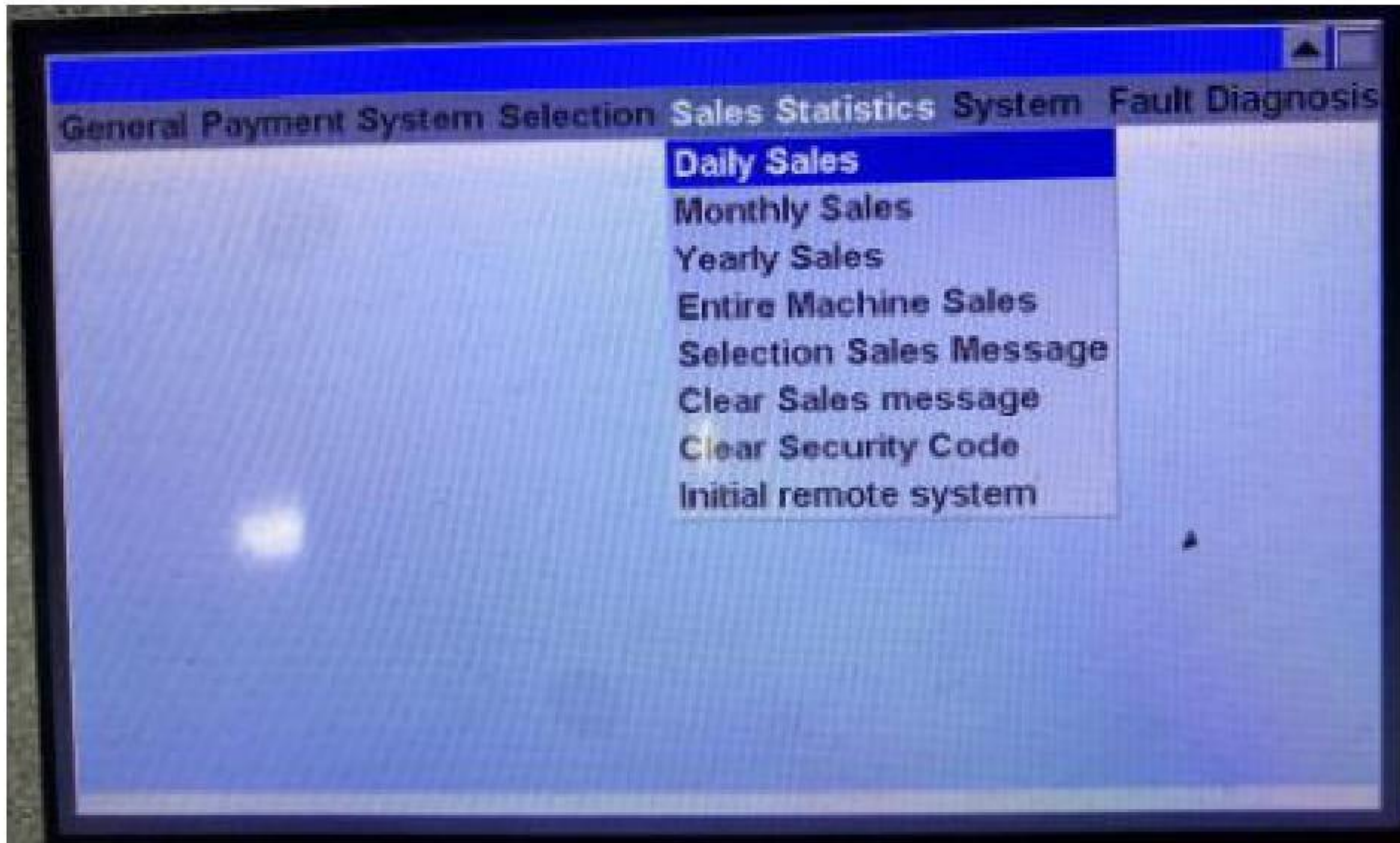 General Payment System Selection Sales Statistics System Fault Diagnosis
Daily Sales
Monthly Sales
Yearly Sales
Entire Machine Sales
Selection Sales Message
Clear Sales message
Clear Security Code
Initial remote system